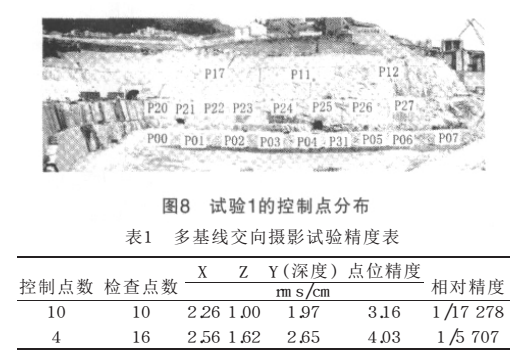 P17 P11 P12
P20 P21 P22 P23 P24 P25 P26 P27
P00 P01 P02 P03 P04 P31 P05 P06 P07
图8 试验1的控制点分布
表1 多基线交向摄影试验精度表
控制点数 检查点数 X Z Y(深度) 点位精度 相对精度
rms/cm
10 10 2.26 1.00 1.97 3.16 1/17 278
4 16 2.56 1.62 2.65 4.03 1/5 707